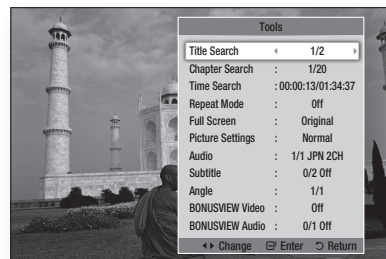 Tools
Title Search 1/2
Chapter Search : 1/20
Time Search : 00:00:13/01:34:37
Repeat Mode : Off
Full Screen : Original
Picture Settings : Normal
Audio : 1/1 JPN 2CH
Subtitle : 0/2 Off
Angle : 1/1
BONUSVIEW Video : Off
BONUSVIEW Audio : 0/1 Off
Change Enter Return